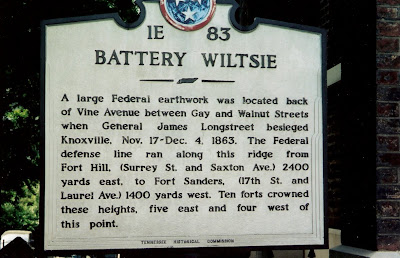 IE 83
BATTERY WILTSIE
A large Federal earthwork was located back
of Vine Avenue between Gay and Walnut Streets
when General James Longstreet besieged
Knoxville, Nov. 17-Dec. 4, 1863. The Federal
defense line ran along this ridge from
Fort Hill, (Surrey St. and Saxton Ave.) 2400
yards east, to Fort Sanders, (17th St. and
Laurel Ave.) 1400 yards west. Ten forts crowned
these heights, five east and four west of
this point.
TENNESSEE HISTORICAL COMMISSION